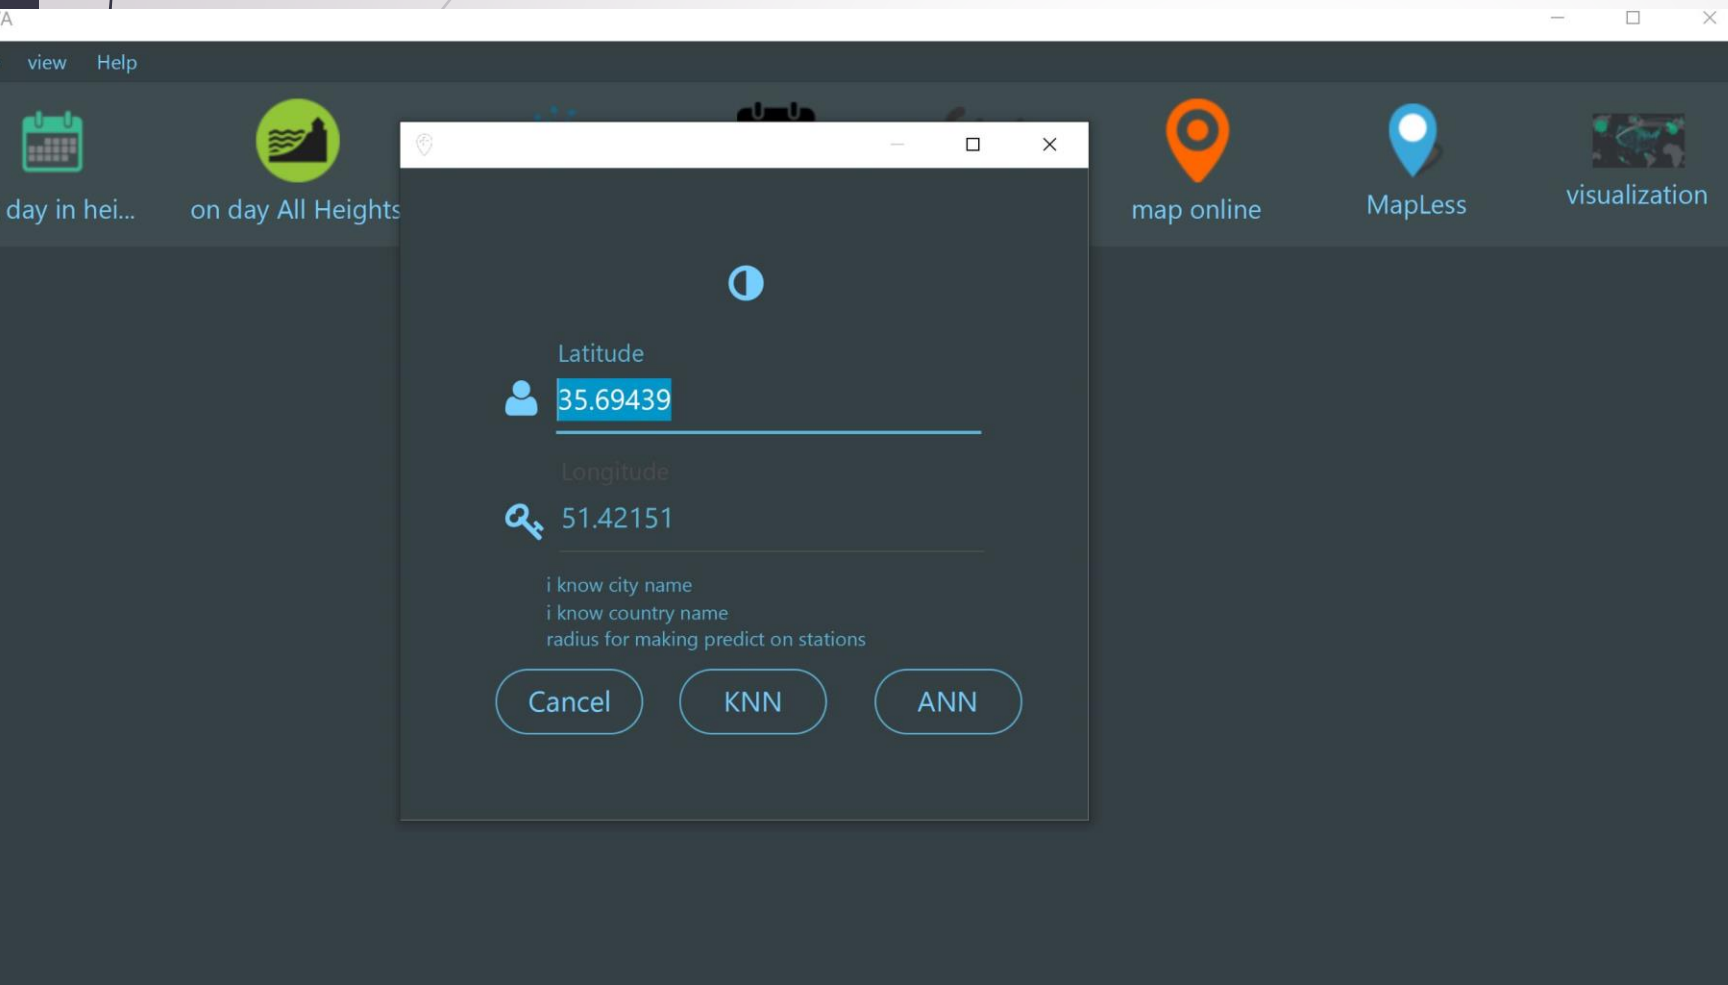 A
view Help
day in hei...
on day All Heights
map online
MapLess
visualization
Latitude
35.69439
Longitude
51.42151
i know city name
i know country name
radius for making predict on stations
Cancel KNN ANN